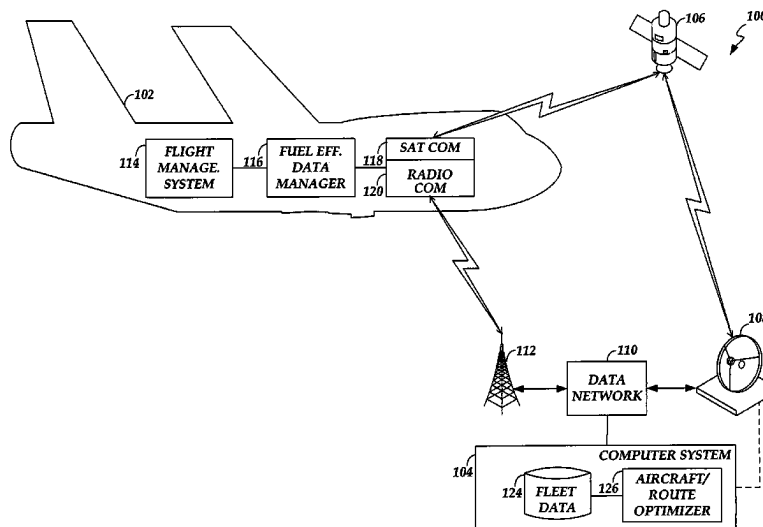 106
100
102
114
FLIGHT
MANAGE.
SYSTEM
116
FUEL EFF.
DATA
MANAGER
118
SAT COM
120
RADIO
COM
112
110
DATA
NETWORK
108
104
COMPUTER SYSTEM
124
FLEET
DATA
126
AIRCRAFT/
ROUTE
OPTIMIZER